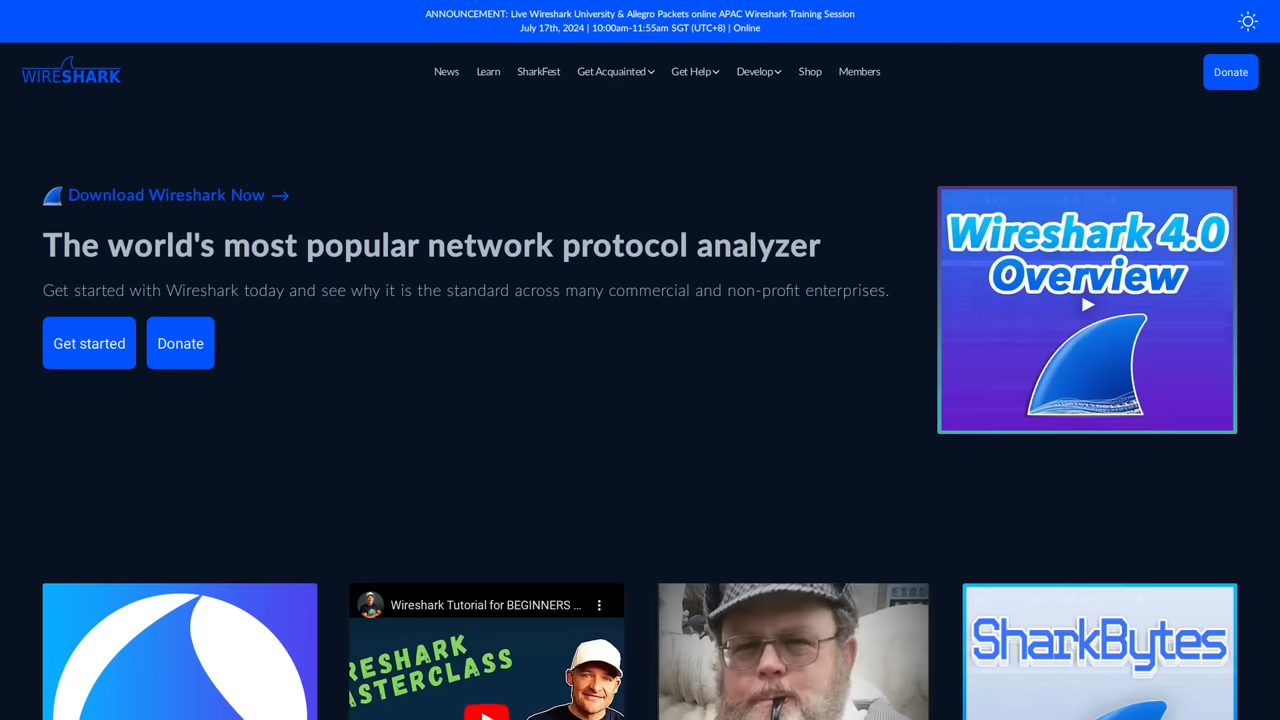 ANNOUNCEMENT: Live Wireshark University & Allegro Packets online APAC Wireshark Training Session
July 17th, 2024 | 10:00am-11:55am SGT (UTC+8) | Online
WIRESHARK
News Learn SharkFest Get Acquainted Get Help Develop Shop Members
Donate
Download Wireshark Now →
The world's most popular network protocol analyzer
Get started with Wireshark today and see why it is the standard across many commercial and non-profit enterprises.
Get started Donate
Wireshark 4.0
Overview
Wireshark Tutorial for BEGINNERS ...
RESHARK
ASTERCLASS
SharkBytes